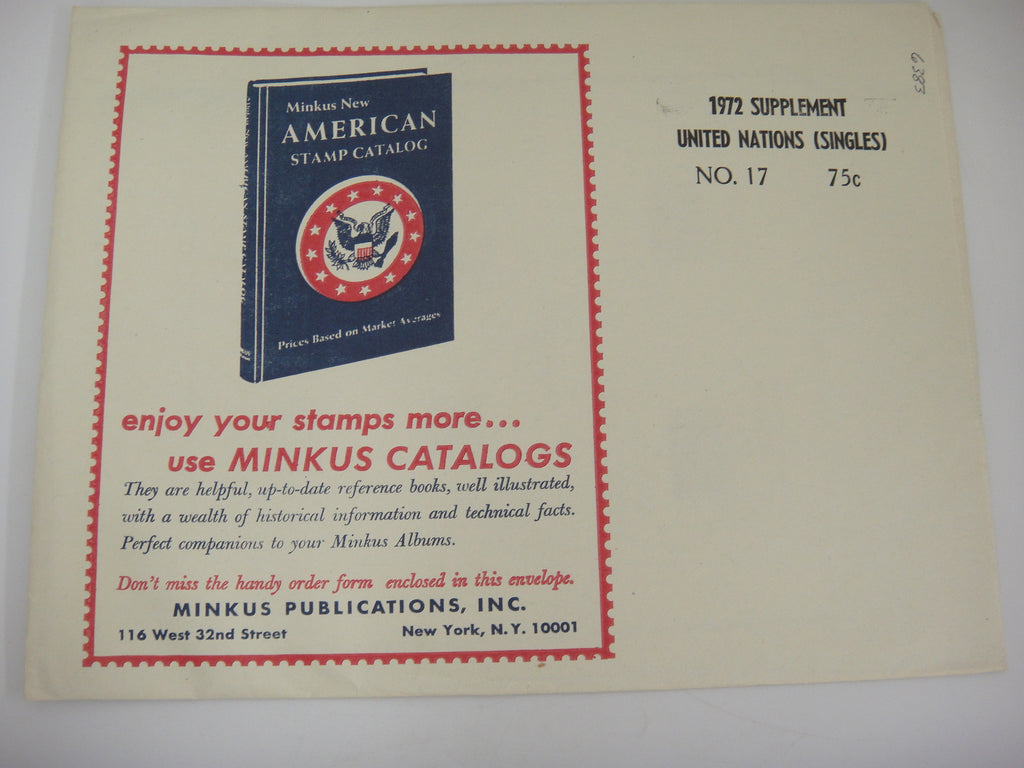 Minkus New
AMERICAN
STAMP CATALOG
Prices Based on Market Averages
enjoy your stamps more...
use MINKUS CATALOGS
They are helpful, up-to-date reference books, well illustrated,
with a wealth of historical information and technical facts.
Perfect companions to your Minkus Albums.
Don't miss the handy order form enclosed in this envelope.
MINKUS PUBLICATIONS, INC.
116 West 32nd Street New York, N.Y. 10001
1972 SUPPLEMENT
UNITED NATIONS (SINGLES)
NO. 17 75c
6383